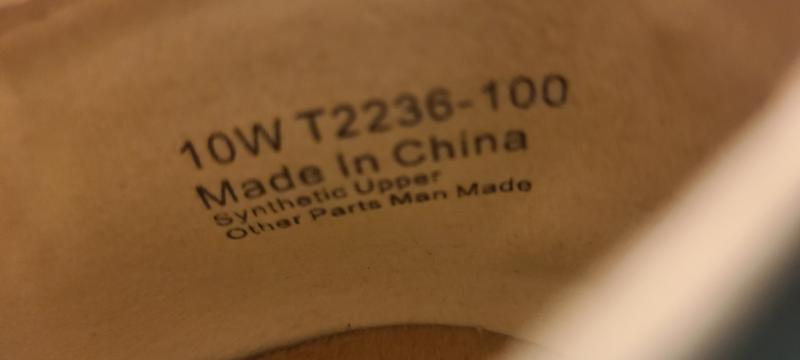 10W T2236-100
Made In China
Synthetic Upper
Other Parts Man Made